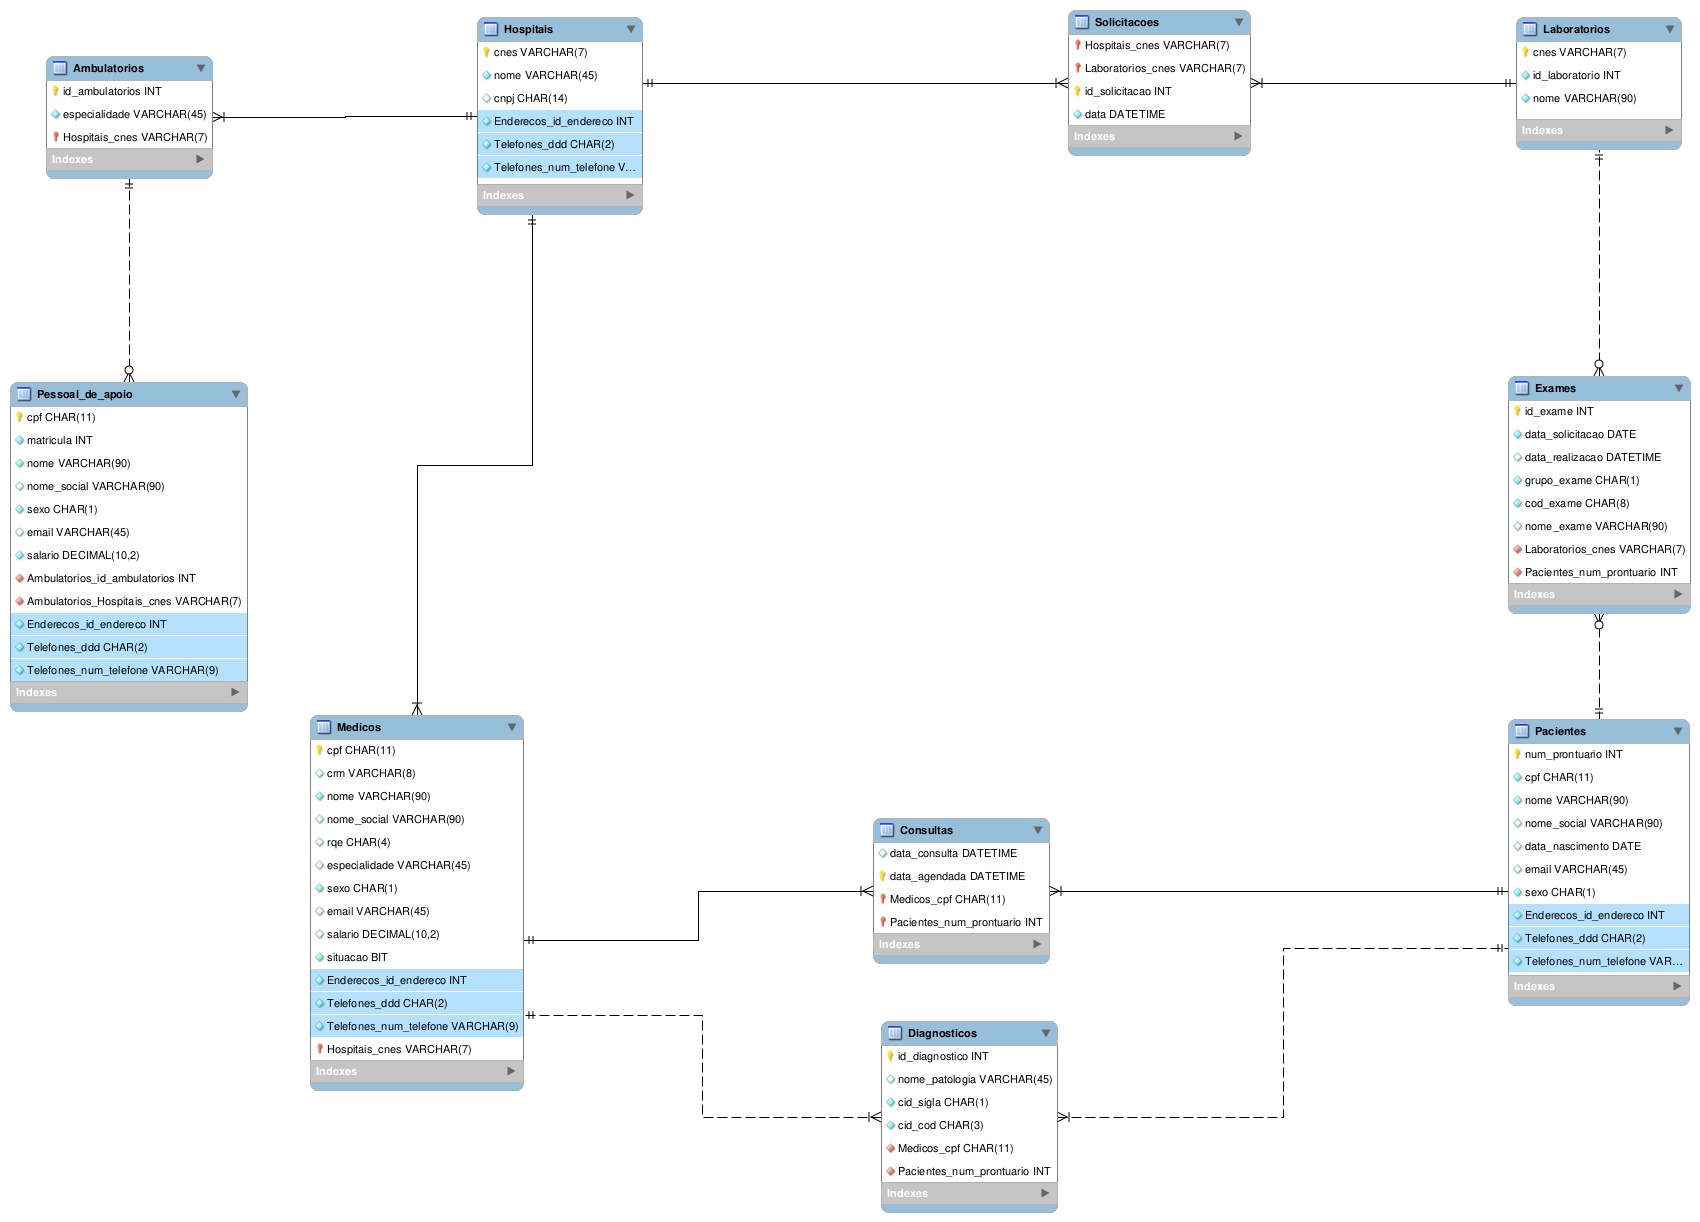 Ambulatorios
id_ambulatorios INT
especialidade VARCHAR(45)
Hospitais_cnes VARCHAR(7)
Indexes
Hospitais
cnes VARCHAR(7)
nome VARCHAR(45)
cnpj CHAR(14)
Enderecos_id_endereco INT
Telefones_ddd CHAR(2)
Telefones_num_telefone V...
Indexes
Solicitacoes
Hospitais_cnes VARCHAR(7)
Laboratorios_cnes VARCHAR(7)
id_solicitacao INT
data DATETIME
Indexes
Laboratorios
cnes VARCHAR(7)
id_laboratorio INT
nome VARCHAR(90)
Indexes
Pessoal_de_apoio
cpf CHAR(11)
matricula INT
nome VARCHAR(90)
nome_social VARCHAR(90)
sexo CHAR(1)
email VARCHAR(45)
salario DECIMAL(10,2)
Ambulatorios_id_ambulatorios INT
Ambulatorios_Hospitais_cnes VARCHAR(7)
Enderecos_id_endereco INT
Telefones_ddd CHAR(2)
Telefones_num_telefone VARCHAR(9)
Indexes
Exames
id_exame INT
data_solicitacao DATE
data_realizacao DATETIME
grupo_exame CHAR(1)
cod_exame CHAR(8)
nome_exame VARCHAR(90)
Laboratorios_cnes VARCHAR(7)
Pacientes_num_prontuario INT
Indexes
Medicos
cpf CHAR(11)
crm VARCHAR(8)
nome VARCHAR(90)
nome_social VARCHAR(90)
rqe CHAR(4)
especialidade VARCHAR(45)
sexo CHAR(1)
email VARCHAR(45)
salario DECIMAL(10,2)
situacao BIT
Enderecos_id_endereco INT
Telefones_ddd CHAR(2)
Telefones_num_telefone VARCHAR(9)
Hospitais_cnes VARCHAR(7)
Indexes
Consultas
data_consulta DATETIME
data_agendada DATETIME
Medicos_cpf CHAR(11)
Pacientes_num_prontuario INT
Indexes
Pacientes
num_prontuario INT
cpf CHAR(11)
nome VARCHAR(90)
nome_social VARCHAR(90)
data_nascimento DATE
email VARCHAR(45)
sexo CHAR(1)
Enderecos_id_endereco INT
Telefones_ddd CHAR(2)
Telefones_num_telefone VAR...
Indexes
Diagnosticos
id_diagnostico INT
nome_patologia VARCHAR(45)
cid_sigla CHAR(1)
cid_cod CHAR(3)
Medicos_cpf CHAR(11)
Pacientes_num_prontuario INT
Indexes